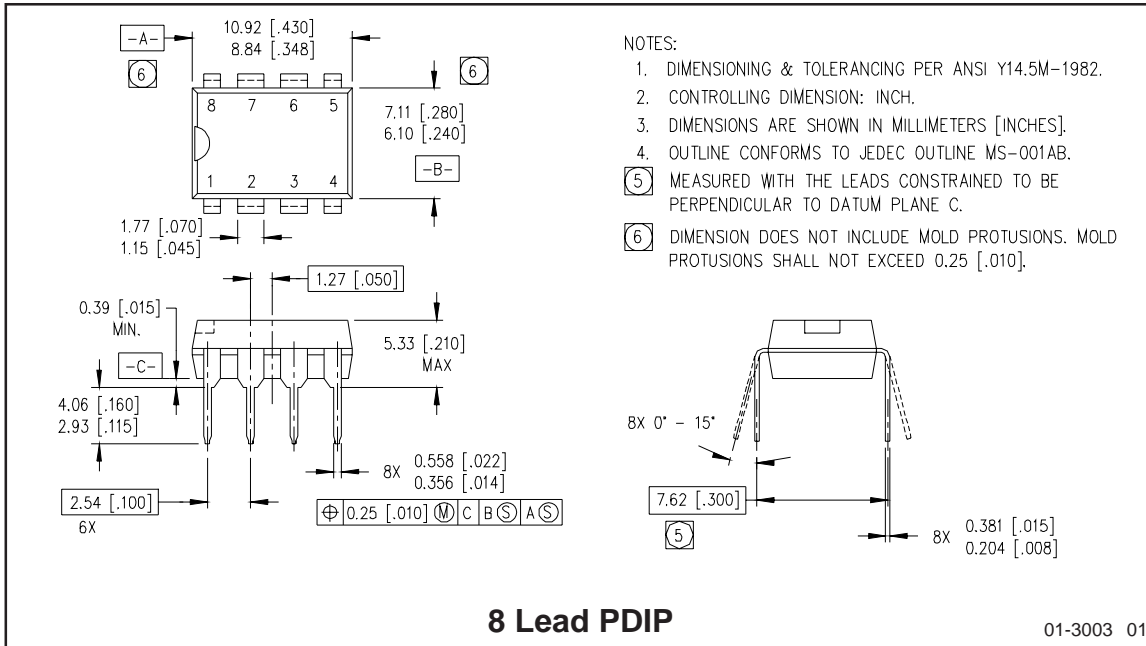 -A-
10.92 [.430]
8.84 [.348]
6
6
8 7 6 5
7.11 [.280]
6.10 [.240]
-B-
1 2 3 4
1.77 [.070]
1.15 [.045]
1.27 [.050]
0.39 [.015]
MIN.
-C-
5.33 [.210]
MAX
4.06 [.160]
2.93 [.115]
8X 0.558 [.022]
0.356 [.014]
2.54 [.100]
6X
⌖ 0.25 [.010] Ⓜ C B Ⓢ A Ⓢ
NOTES:
1. DIMENSIONING & TOLERANCING PER ANSI Y14.5M-1982.
2. CONTROLLING DIMENSION: INCH.
3. DIMENSIONS ARE SHOWN IN MILLIMETERS [INCHES].
4. OUTLINE CONFORMS TO JEDEC OUTLINE MS-001AB.
5 MEASURED WITH THE LEADS CONSTRAINED TO BE
PERPENDICULAR TO DATUM PLANE C.
6 DIMENSION DOES NOT INCLUDE MOLD PROTUSIONS. MOLD
PROTUSIONS SHALL NOT EXCEED 0.25 [.010].
8X 0° - 15°
7.62 [.300]
5
8X 0.381 [.015]
0.204 [.008]
8 Lead PDIP
01-3003 01